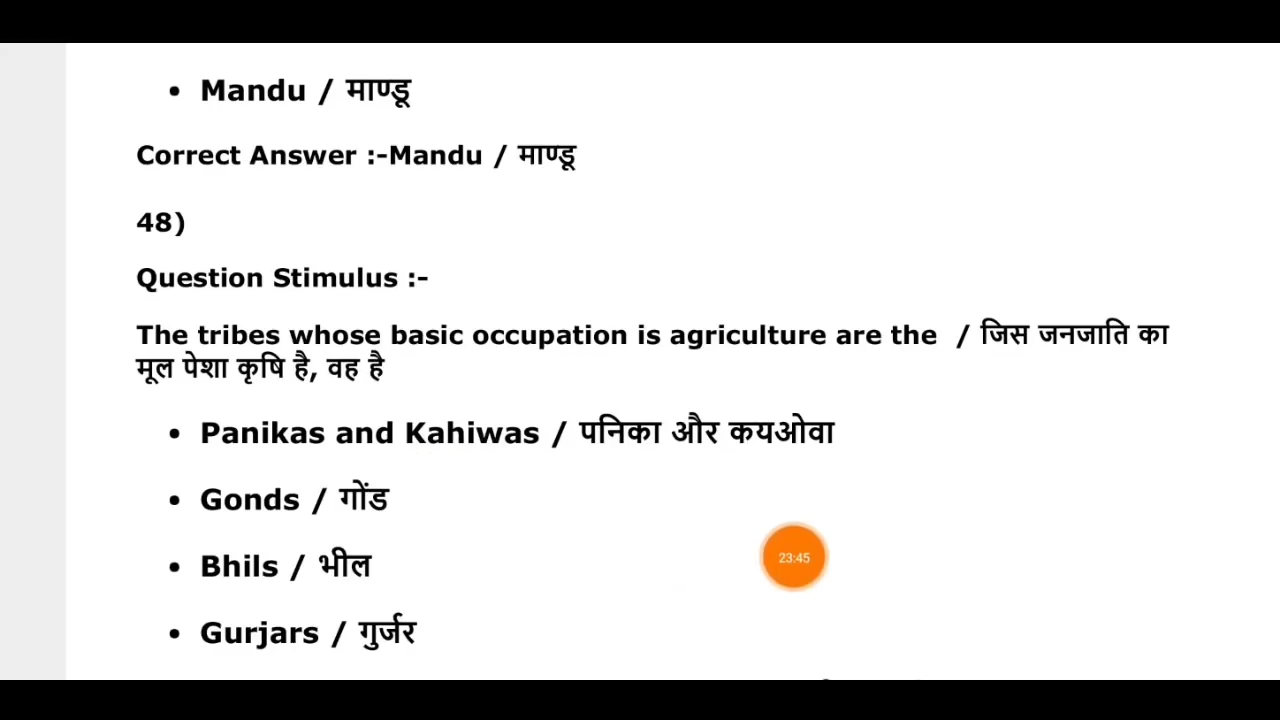 • Mandu / माण्डू
Correct Answer :-Mandu / माण्डू
48)
Question Stimulus :-
The tribes whose basic occupation is agriculture are the / जिस जनजाति का
मूल पेशा कृषि है, वह है
• Panikas and Kahiwas / पनिका और कयओवा
• Gonds / गोंड
• Bhils / भील
23:45
• Gurjars / गुर्जर